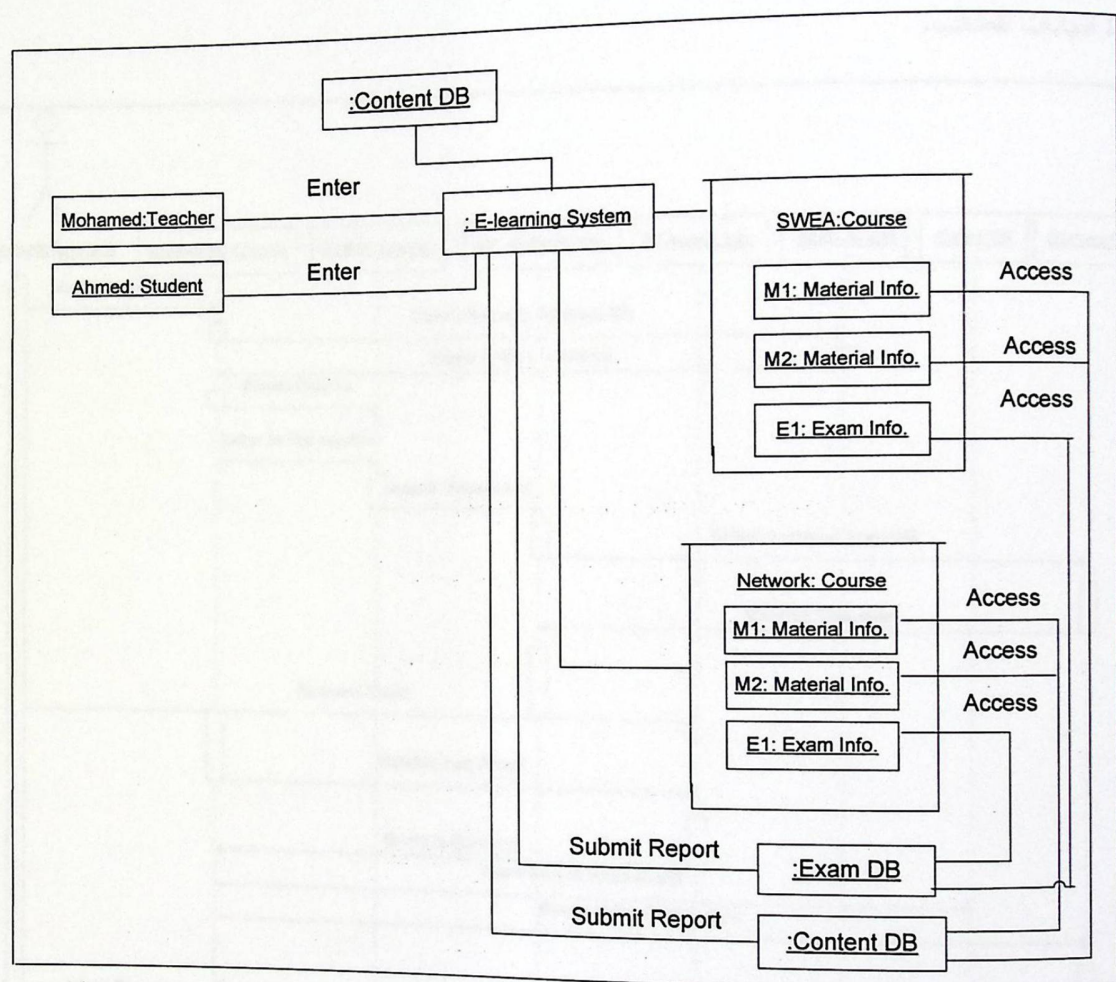 :Content DB
Enter
Mohamed:Teacher
: E-learning System
SWEA:Course
Enter
Ahmed: Student
Access
M1: Material Info.
Access
M2: Material Info.
Access
E1: Exam Info.
Network: Course
Access
M1: Material Info.
Access
M2: Material Info.
Access
E1: Exam Info.
Submit Report
:Exam DB
Submit Report
:Content DB